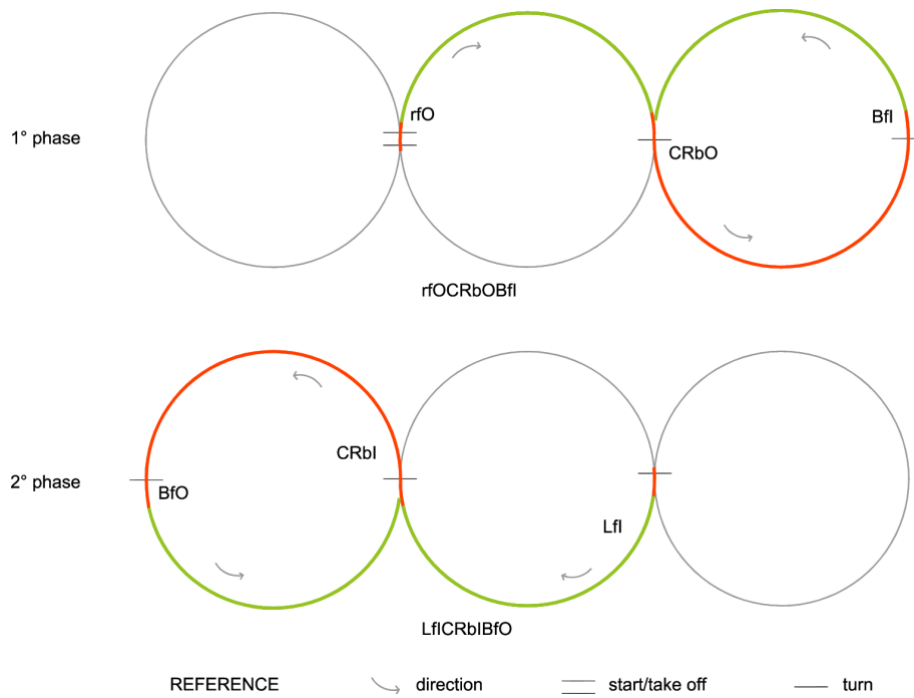 1° phase
rfO
BfI
CRbO
rfOCRbOBfI
2° phase
CRbI
BfO
LfI
LfICRbIBfO
REFERENCE direction start/take off turn